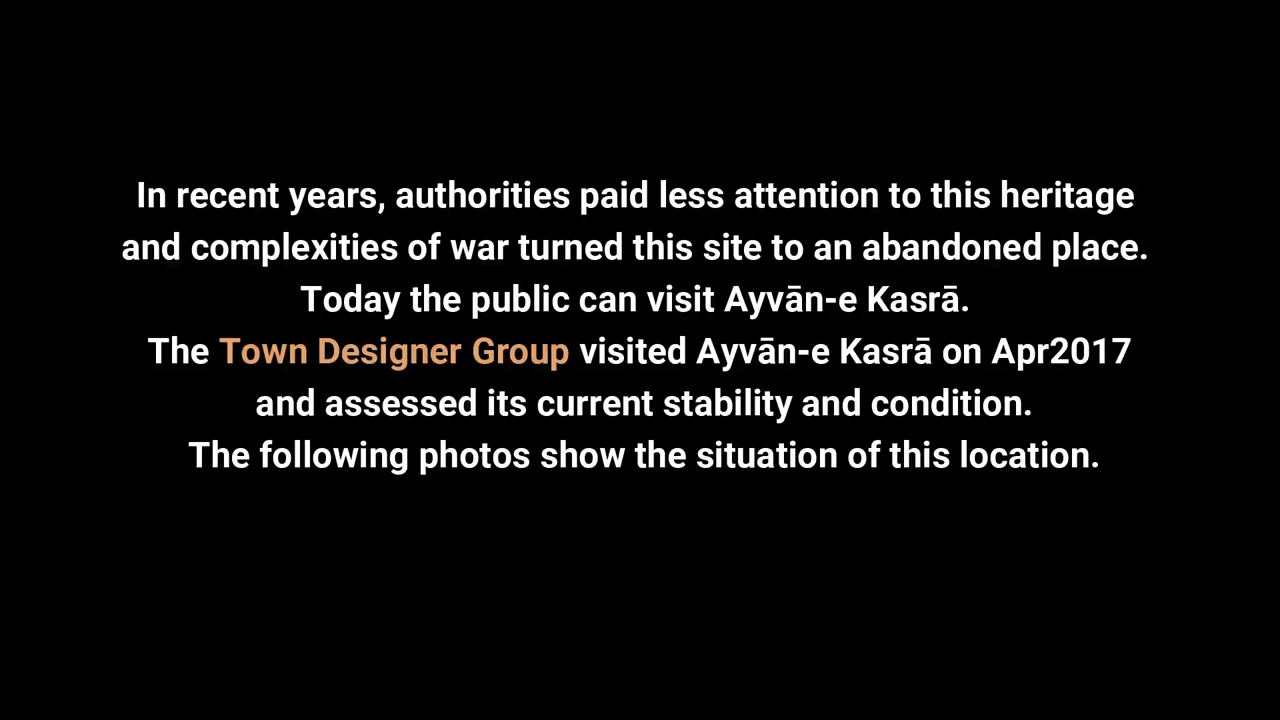 In recent years, authorities paid less attention to this heritage
and complexities of war turned this site to an abandoned place.
Today the public can visit Ayvān-e Kasrā.
The Town Designer Group visited Ayvān-e Kasrā on Apr2017
and assessed its current stability and condition.
The following photos show the situation of this location.